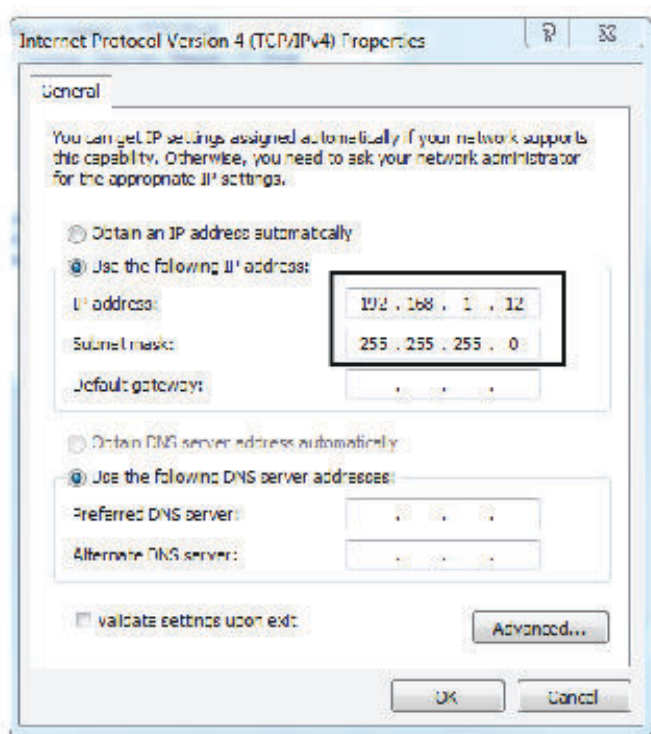 Internet Protocol Version 4 (TCP/IPv4) Properties
General
You can get IP settings assigned automatically if your network supports
this capability. Otherwise, you need to ask your network administrator
for the appropriate IP settings.
Obtain an IP address automatically
Use the following IP address:
IP address: 192 . 168 . 1 . 12
Subnet mask: 255 . 255 . 255 . 0
Default gateway: . . .
Obtain DNS server address automatically
Use the following DNS server addresses:
Preferred DNS server: . . .
Alternate DNS server: . . .
Validate settings upon exit
Advanced...
OK Cancel